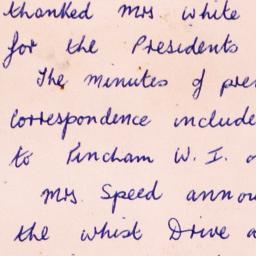 thanked Mrs White
for the Presidents
The minutes of pre
Correspondence include
to Fincham W. I.
Mrs. Speed annou
the whist Drive a